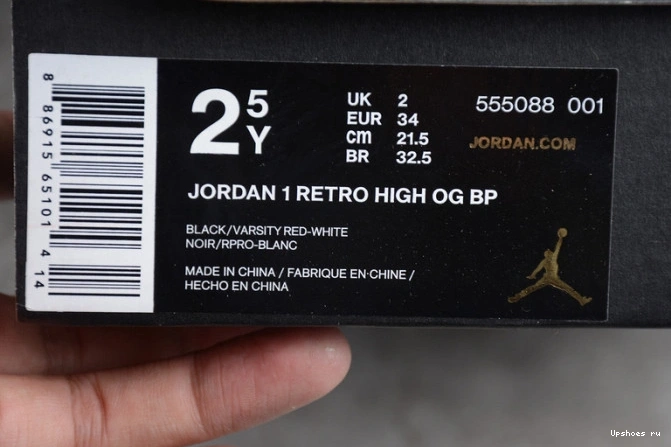 8 86915 65101 4 14
2 5Y
UK 2
EUR 34
cm 21.5
BR 32.5
555088 001
JORDAN.COM
JORDAN 1 RETRO HIGH OG BP
BLACK/VARSITY RED-WHITE
NOIR/RPRO-BLANC
MADE IN CHINA / FABRIQUE EN·CHINE /
HECHO EN CHINA
Upshoes ru